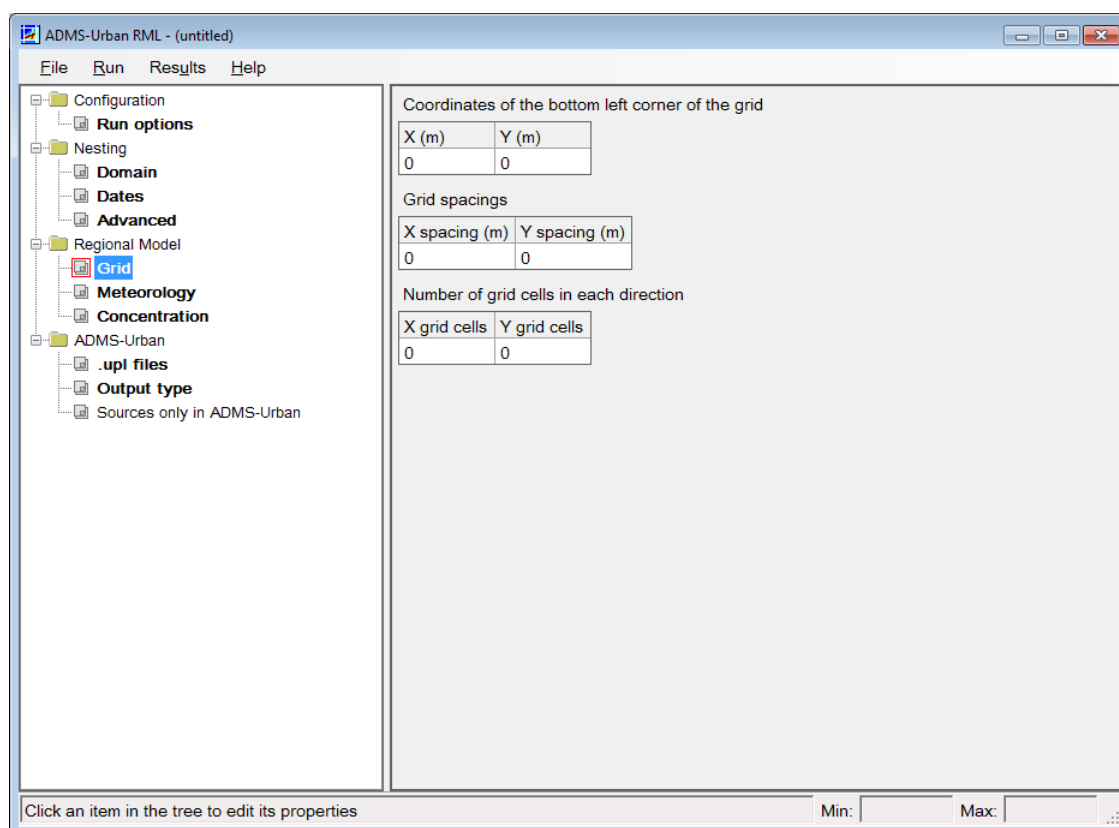 ADMS-Urban RML - (untitled)
File Run Results Help
Configuration
Run options
Nesting
Domain
Dates
Advanced
Regional Model
Grid
Meteorology
Concentration
ADMS-Urban
.upl files
Output type
Sources only in ADMS-Urban
Coordinates of the bottom left corner of the grid
X (m) Y (m)
0 0
Grid spacings
X spacing (m) Y spacing (m)
0 0
Number of grid cells in each direction
X grid cells Y grid cells
0 0
Click an item in the tree to edit its properties Min: Max: